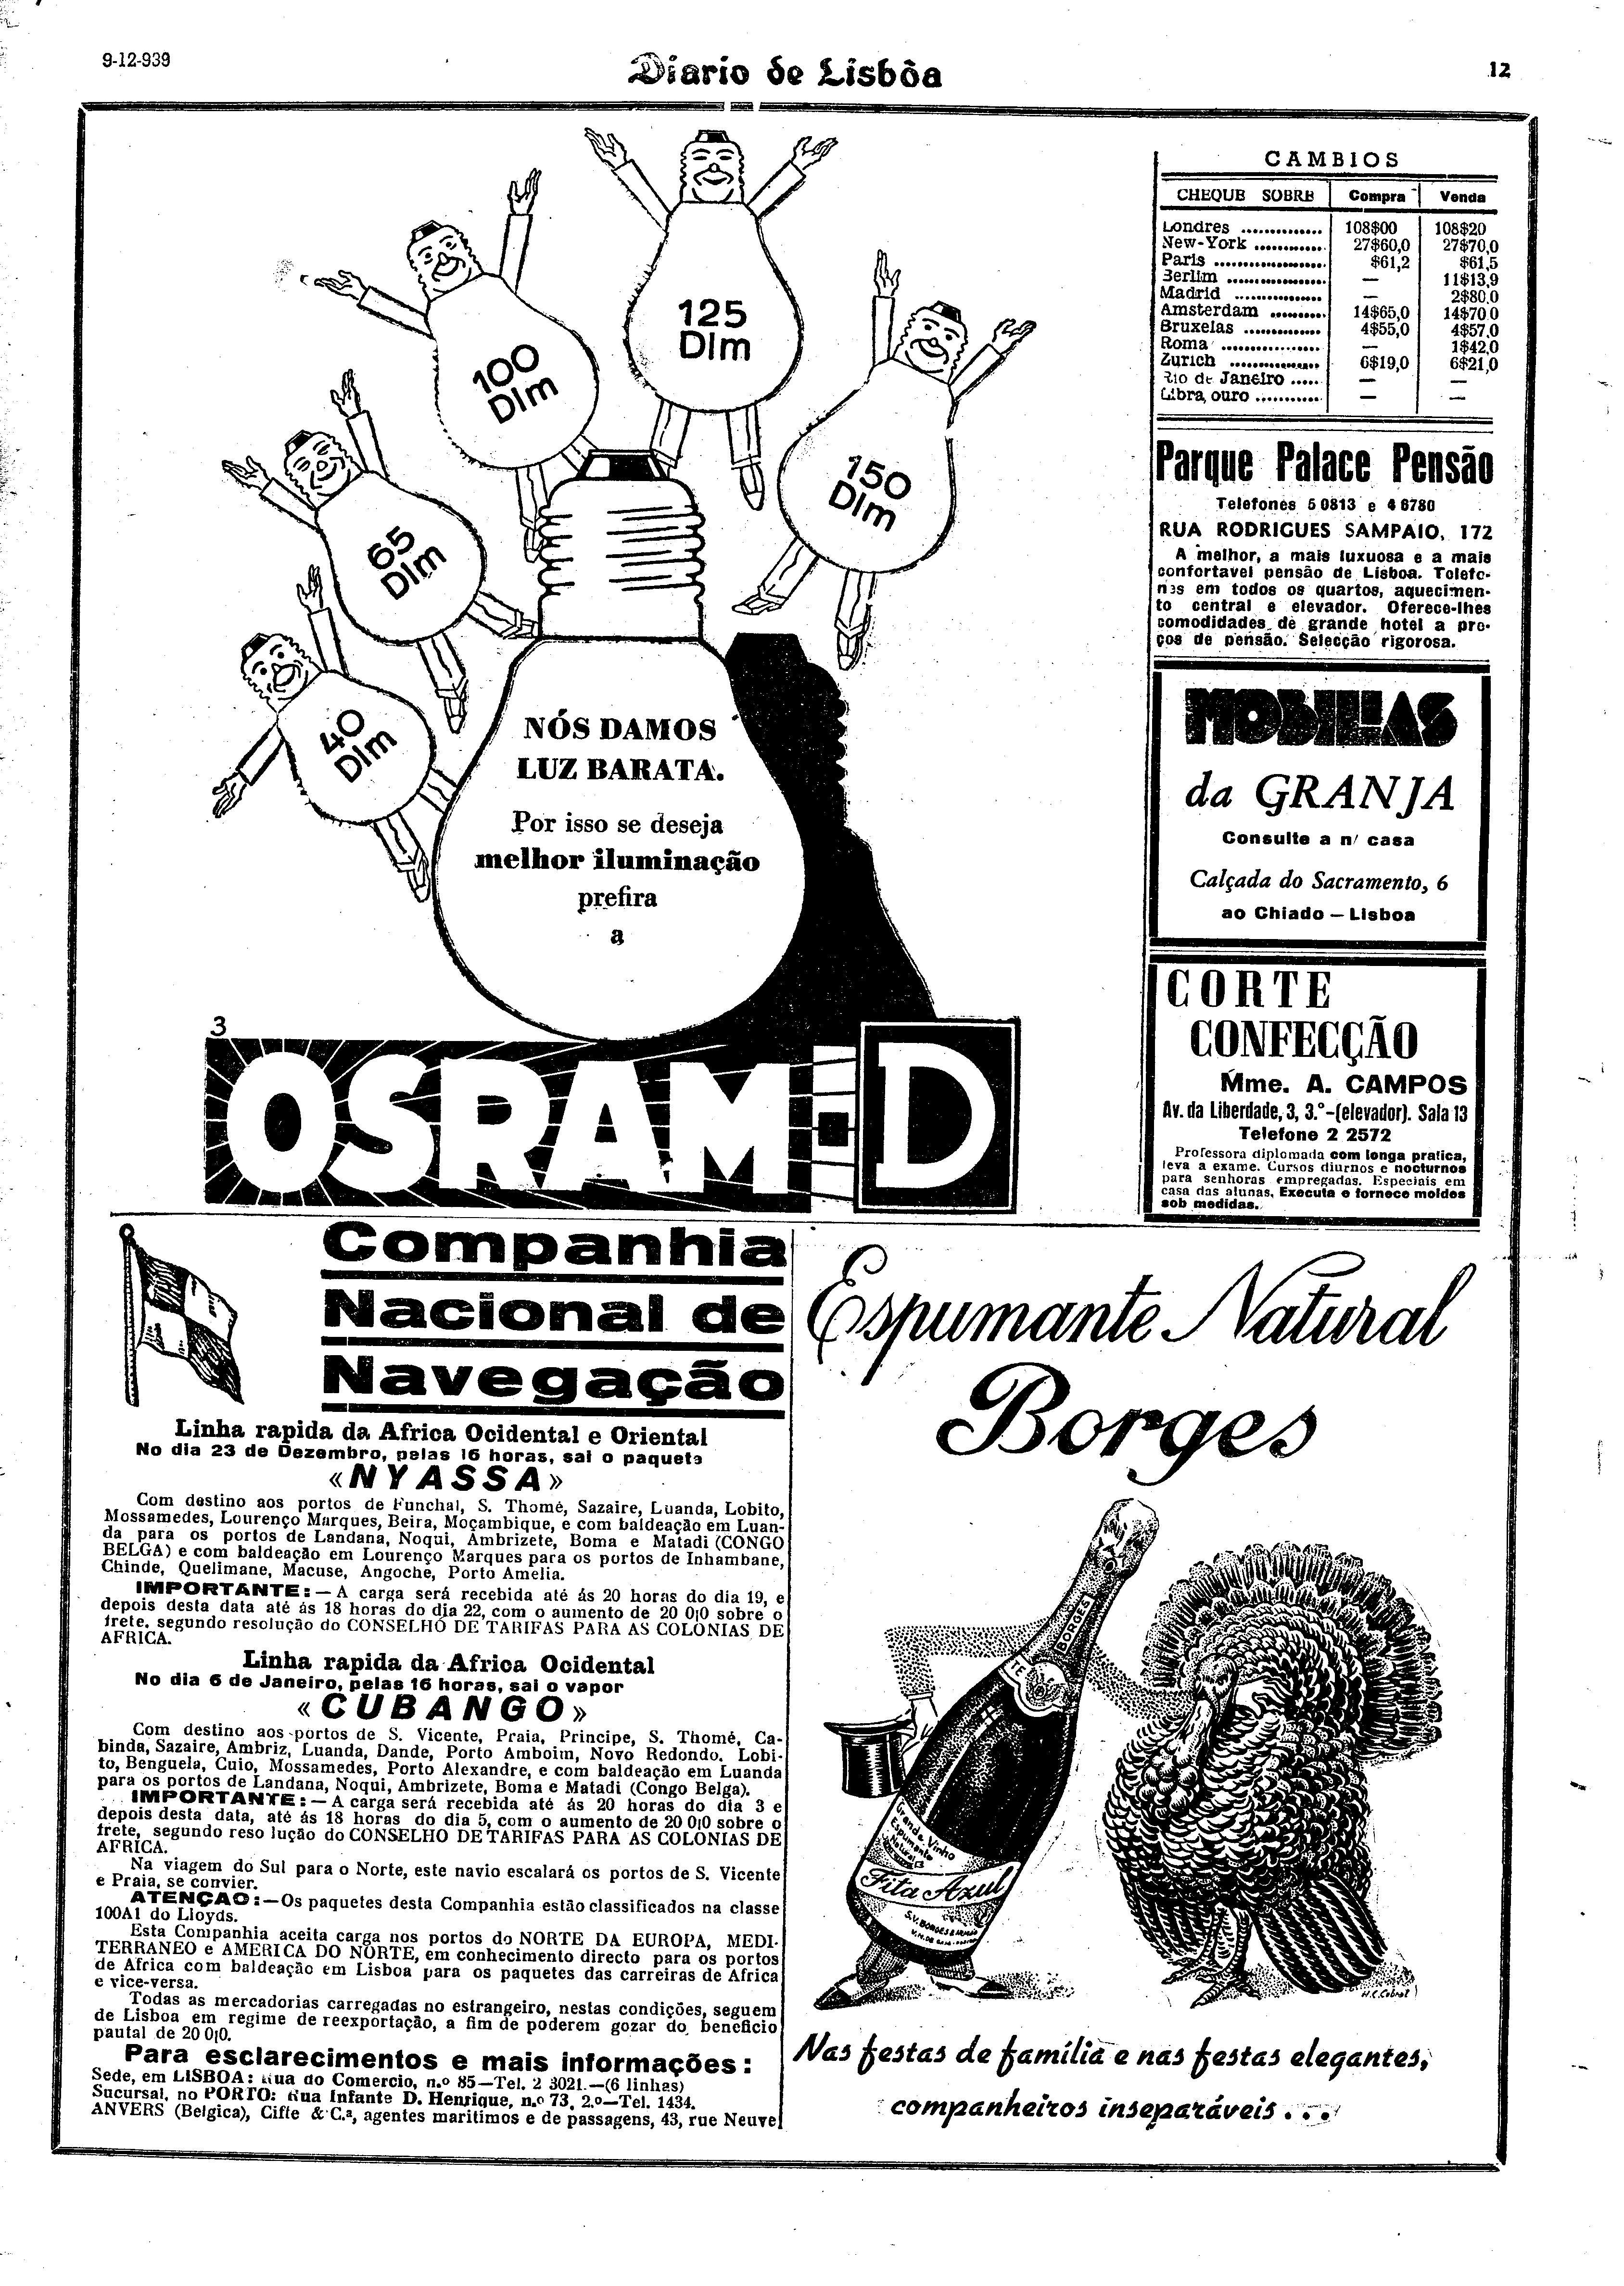 9-12-939
Diario de Lisbôa
12
125
Dlm
100
Dlm
150
Dlm
65
Dlm
40
Dlm
NÓS DAMOS
LUZ BARATA.
Por isso se deseja
melhor iluminação
prefira
a
3
OSRAM-D
CAMBIOS
CHEQUE SOBRE Compra Venda
Londres .............. 108$00 108$20
New-York ............ 27$60,0 27$70,0
Paris .................... $61,2 $61,5
Berlim ................. — 11$13,9
Madrid ................ — 2$80,0
Amsterdam .......... 14$65,0 14$70 0
Bruxelas .............. 4$55,0 4$57,0
Roma .................. — 1$42,0
Zurich ................. 6$19,0 6$21,0
Rio de Janeiro ..... — —
Libra, ouro ........... — —
Parque Palace Pensão
Telefones 5 0813 e 4 6780
RUA RODRIGUES SAMPAIO, 172
A melhor, a mais luxuosa e a mais
confortavel pensão de Lisboa. Telefo-
nes em todos os quartos, aquecimen-
to central e elevador. Oferece-lhes
comodidades de grande hotel a pre-
ços de pensão. Selecção rigorosa.
MOBILIAS
da GRANJA
Consulte a n/ casa
Calçada do Sacramento, 6
ao Chiado — Lisboa
CORTE
CONFECÇÃO
Mme. A. CAMPOS
Av. da Liberdade, 3, 3.º-(elevador). Sala 13
Telefone 2 2572
Professora diplomada com longa pratica,
leva a exame. Cursos diurnos e nocturnos
para senhoras empregadas. Especiais em
casa das alunas. Executa e fornece moldes
sob medidas.
Companhia
Nacional de
Navegação
Linha rapida da Africa Ocidental e Oriental
No dia 23 de Dezembro, pelas 16 horas, sai o paquete
«NYASSA»
Com destino aos portos de Funchal, S. Thomé, Sazaire, Luanda, Lobito,
Mossamedes, Lourenço Marques, Beira, Moçambique, e com baldeação em Luan-
da para os portos de Landana, Noqui, Ambrizete, Boma e Matadi (CONGO
BELGA) e com baldeação em Lourenço Marques para os portos de Inhambane,
Chinde, Quelimane, Macuse, Angoche, Porto Amelia.
IMPORTANTE:—A carga será recebida até ás 20 horas do dia 19, e
depois desta data até ás 18 horas do dia 22, com o aumento de 20 0|0 sobre o
frete, segundo resolução do CONSELHO DE TARIFAS PARA AS COLONIAS DE
AFRICA.
Linha rapida da Africa Ocidental
No dia 6 de Janeiro, pelas 16 horas, sai o vapor
«CUBANGO»
Com destino aos portos de S. Vicente, Praia, Principe, S. Thomé, Ca-
binda, Sazaire, Ambriz, Luanda, Dande, Porto Amboim, Novo Redondo, Lobi-
to, Benguela, Cuio, Mossamedes, Porto Alexandre, e com baldeação em Luanda
para os portos de Landana, Noqui, Ambrizete, Boma e Matadi (Congo Belga).
IMPORTANTE:—A carga será recebida até ás 20 horas do dia 3 e
depois desta data, até ás 18 horas do dia 5, com o aumento de 20 0|0 sobre o
frete, segundo reso lução do CONSELHO DE TARIFAS PARA AS COLONIAS DE
AFRICA.
Na viagem do Sul para o Norte, este navio escalará os portos de S. Vicente
e Praia, se convier.
ATENÇÃO:—Os paquetes desta Companhia estão classificados na classe
100A1 do Lloyds.
Esta Companhia aceita carga nos portos do NORTE DA EUROPA, MEDI-
TERRANEO e AMERICA DO NORTE, em conhecimento directo para os portos
de Africa com baldeação em Lisboa para os paquetes das carreiras de Africa
e vice-versa.
Todas as mercadorias carregadas no estrangeiro, nestas condições, seguem
de Lisboa em regime de reexportação, a fim de poderem gozar do beneficio
pautal de 20 0|0.
Para esclarecimentos e mais informações:
Sede, em LISBOA: Rua do Comercio, n.º 85—Tel. 2 3021.—(6 linhas)
Sucursal, no PORTO: Rua Infante D. Henrique, n.º 73, 2.º—Tel. 1434.
ANVERS (Belgica), Ciffe & C.ª, agentes maritimos e de passagens, 43, rue Neuve
Espumante Natural
Borges
BORGES
TE
Grande Vinho
Espumante
Natural
Fita Azul
H.C. Cabral
Nas festas de familia e nas festas elegantes,
companheiros inseparáveis...